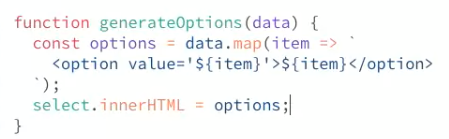 function generateOptions(data) {
  const options = data.map(item => `
    <option value='${item}'>${item}</option>
  `);
  select.innerHTML = options;
}